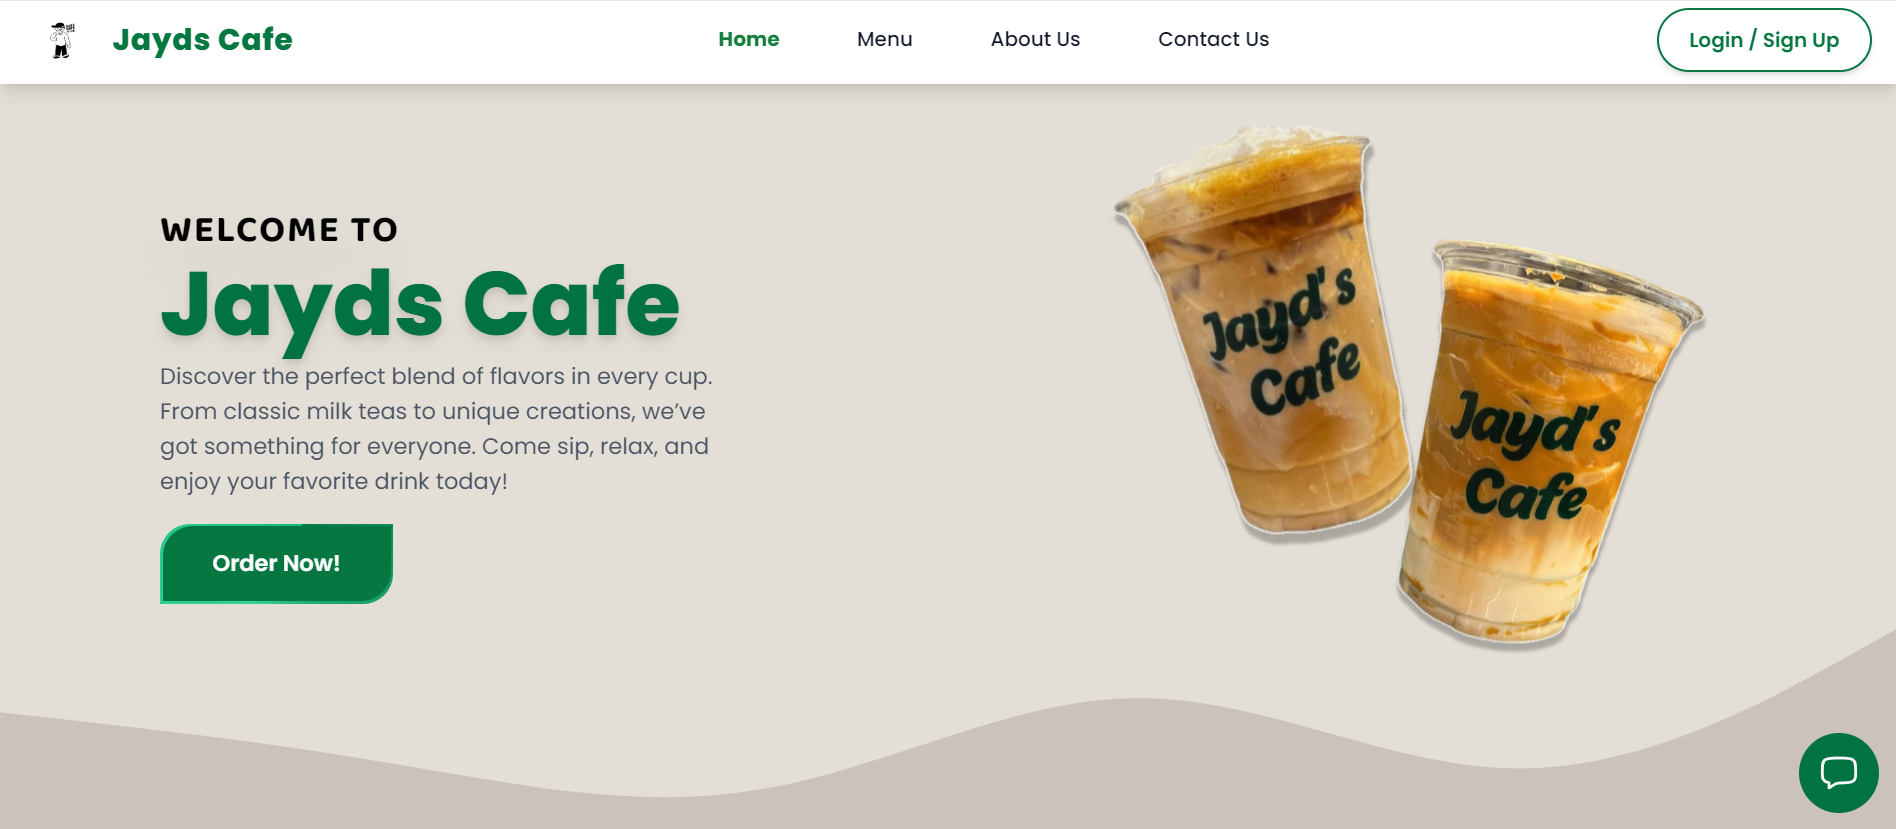 Jayds Cafe
Home
Menu
About Us
Contact Us
Login / Sign Up
WELCOME TO
Jayds Cafe
Discover the perfect blend of flavors in every cup.
From classic milk teas to unique creations, we’ve
got something for everyone. Come sip, relax, and
enjoy your favorite drink today!
Order Now!
Jayd's
Cafe
Jayd's
Cafe